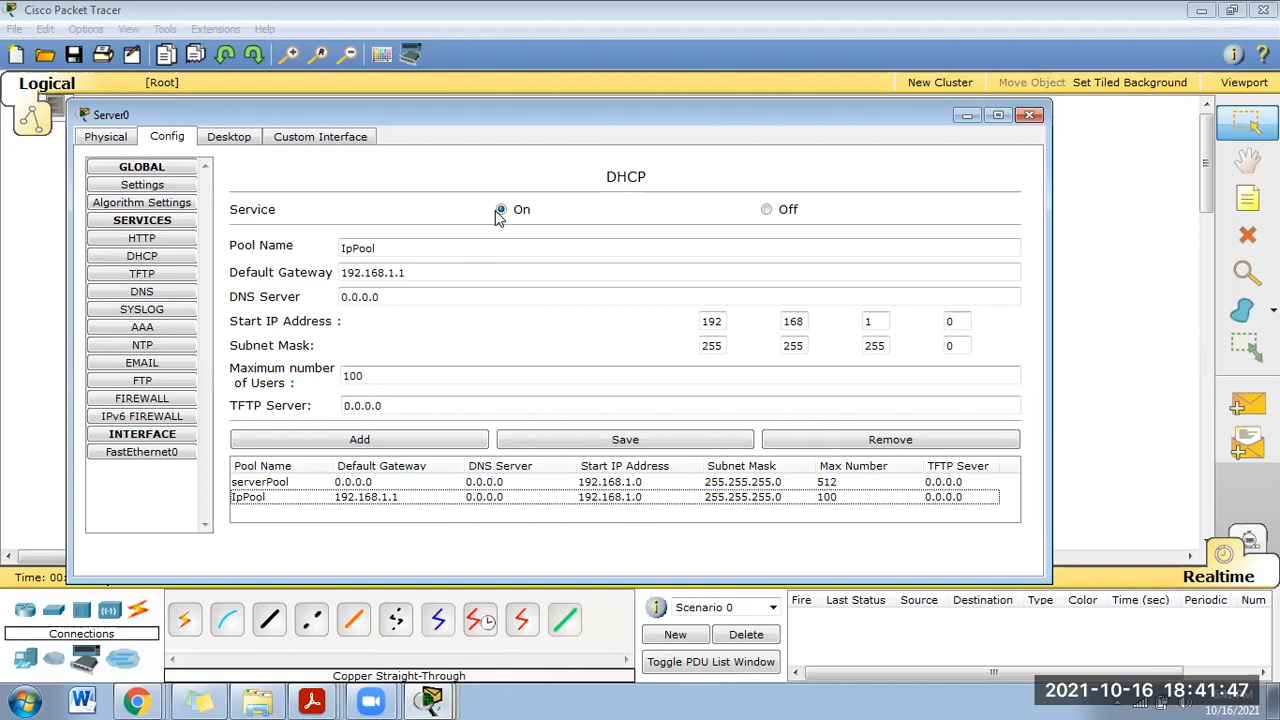 Cisco Packet Tracer
File Edit Options View Tools Extensions Help
Logical [Root] New Cluster Move Object Set Tiled Background Viewport
Server0
Physical Config Desktop Custom Interface
GLOBAL
Settings
Algorithm Settings
SERVICES
HTTP
DHCP
TFTP
DNS
SYSLOG
AAA
NTP
EMAIL
FTP
FIREWALL
IPv6 FIREWALL
INTERFACE
FastEthernet0
DHCP
Service On Off
Pool Name IpPool
Default Gateway 192.168.1.1
DNS Server 0.0.0.0
Start IP Address : 192 168 1 0
Subnet Mask: 255 255 255 0
Maximum number
of Users : 100
TFTP Server: 0.0.0.0
Add Save Remove
Pool Name Default Gateway DNS Server Start IP Address Subnet Mask Max Number TFTP Sever
serverPool 0.0.0.0 0.0.0.0 192.168.1.0 255.255.255.0 512 0.0.0.0
IpPool 192.168.1.1 0.0.0.0 192.168.1.0 255.255.255.0 100 0.0.0.0
Time: 00: Realtime
Connections
Copper Straight-Through
Scenario 0
New Delete
Toggle PDU List Window
Fire Last Status Source Destination Type Color Time (sec) Periodic Num
2021-10-16 18:41:47
10/16/2021